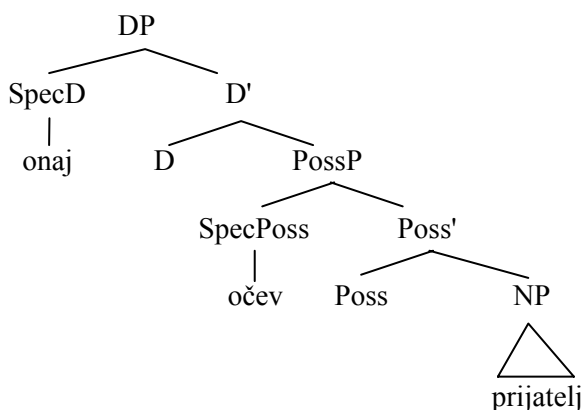 DP
SpecD D'
onaj D PossP
SpecPoss Poss'
očev Poss NP
prijatelj